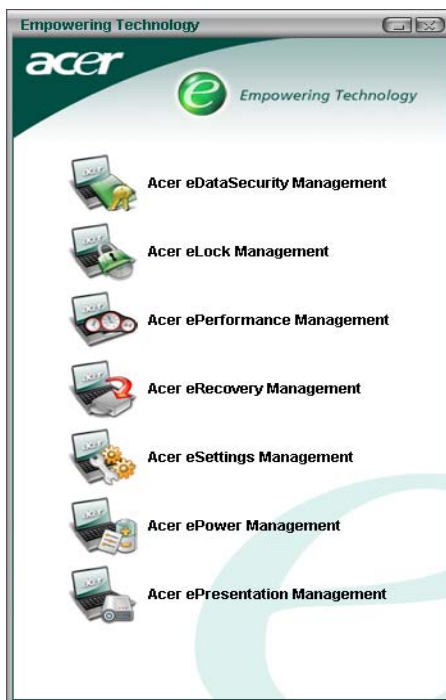 Empowering Technology
acer
e Empowering Technology
Acer eDataSecurity Management
Acer eLock Management
Acer ePerformance Management
Acer eRecovery Management
Acer eSettings Management
Acer ePower Management
Acer ePresentation Management